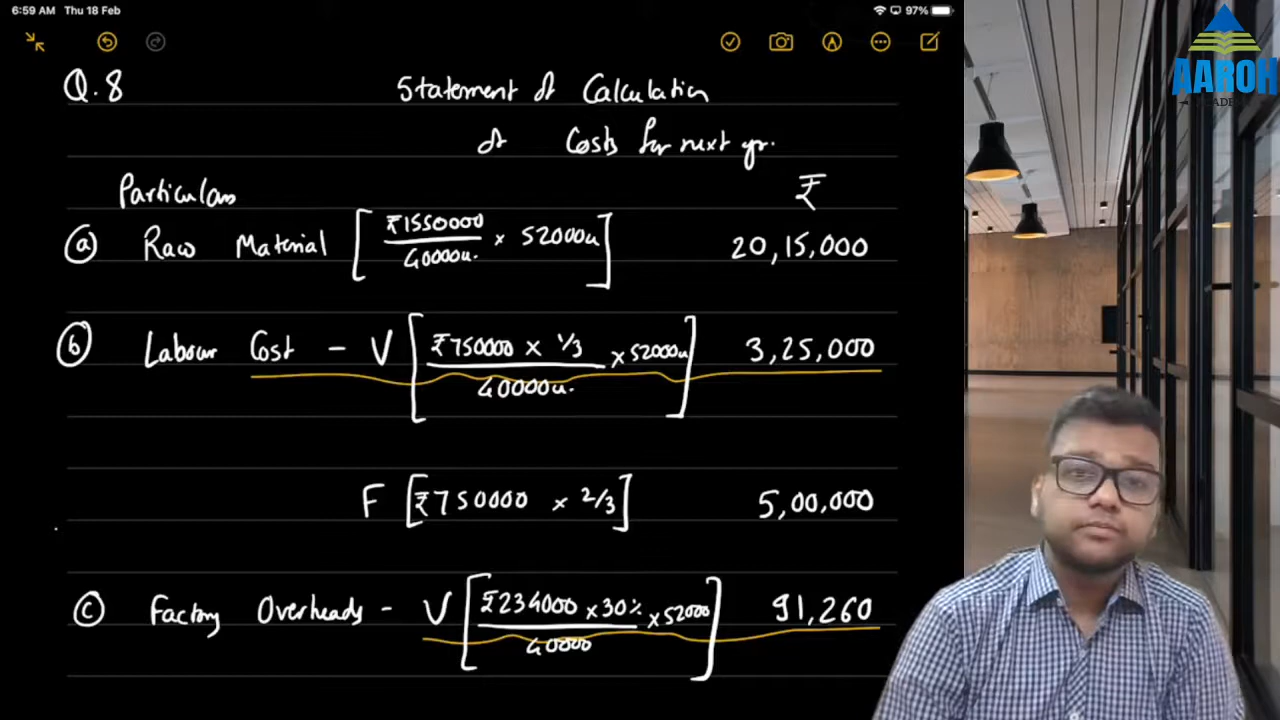 6:59 AM Thu 18 Feb 97%
AAROH
Q.8 Statement of Calculation
of Costs for next yr.
Particulars ₹
(a) Raw Material [₹1550000 / 40000u. × 52000u] 20,15,000
(b) Labour Cost - V [₹750000 × 1/3 / 40000u. × 52000u] 3,25,000
F [₹750000 × 2/3] 5,00,000
(c) Factory Overheads - V [₹234000 × 30% / 40000 × 52000] 91,260